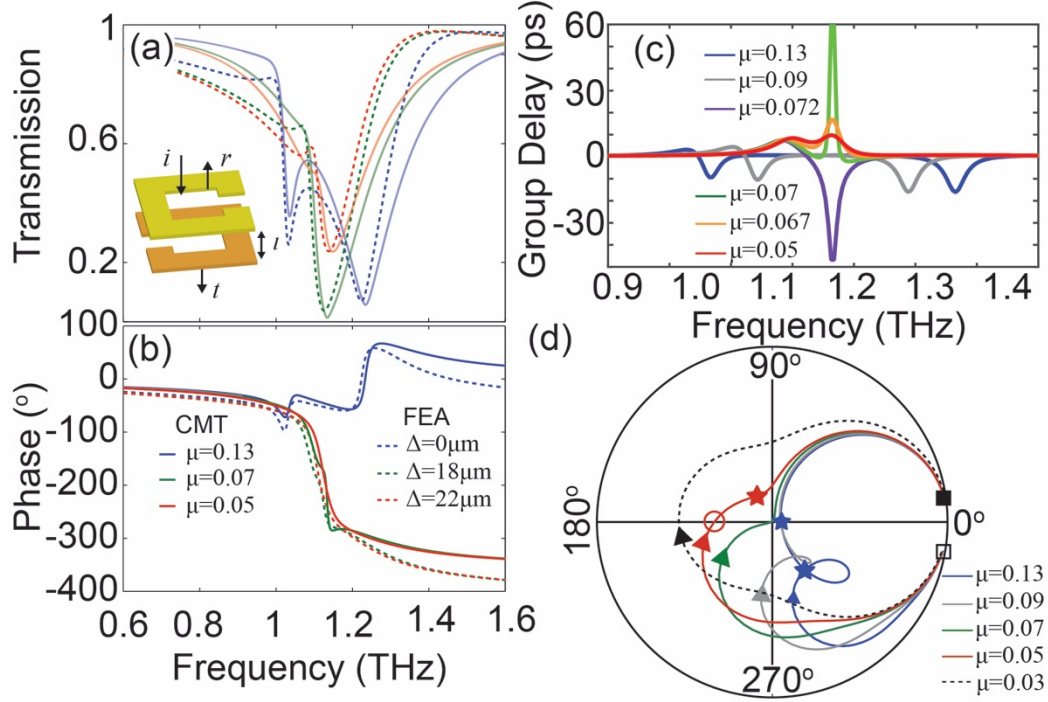 (a)
Transmission
1
0.6
0.2
i
r
t
l
(b)
Phase (°)
100
0
-100
-200
-300
-400
CMT
μ=0.13
μ=0.07
μ=0.05
FEA
Δ=0μm
Δ=18μm
Δ=22μm
0.6 0.8 1 1.2 1.4 1.6
Frequency (THz)
(c)
Group Delay (ps)
60
30
0
-30
μ=0.13
μ=0.09
μ=0.072
μ=0.07
μ=0.067
μ=0.05
0.9 1.0 1.1 1.2 1.3 1.4
Frequency (THz)
(d)
90°
180°
0°
270°
μ=0.13
μ=0.09
μ=0.07
μ=0.05
μ=0.03